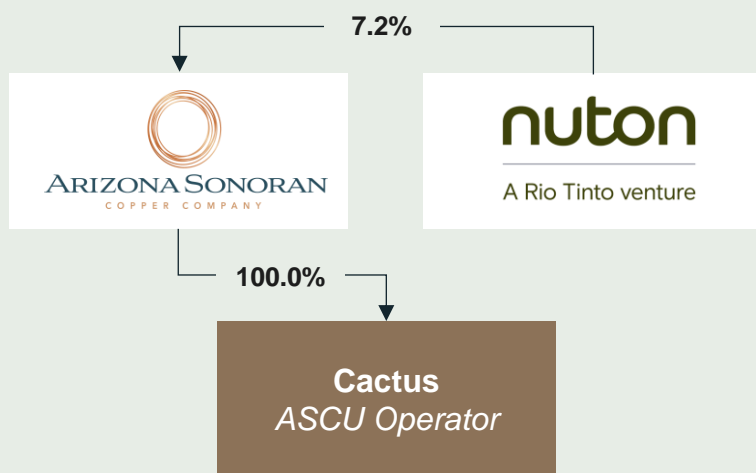 7.2%
ARIZONA SONORAN
COPPER COMPANY
nuton
A Rio Tinto venture
100.0%
Cactus
ASCU Operator